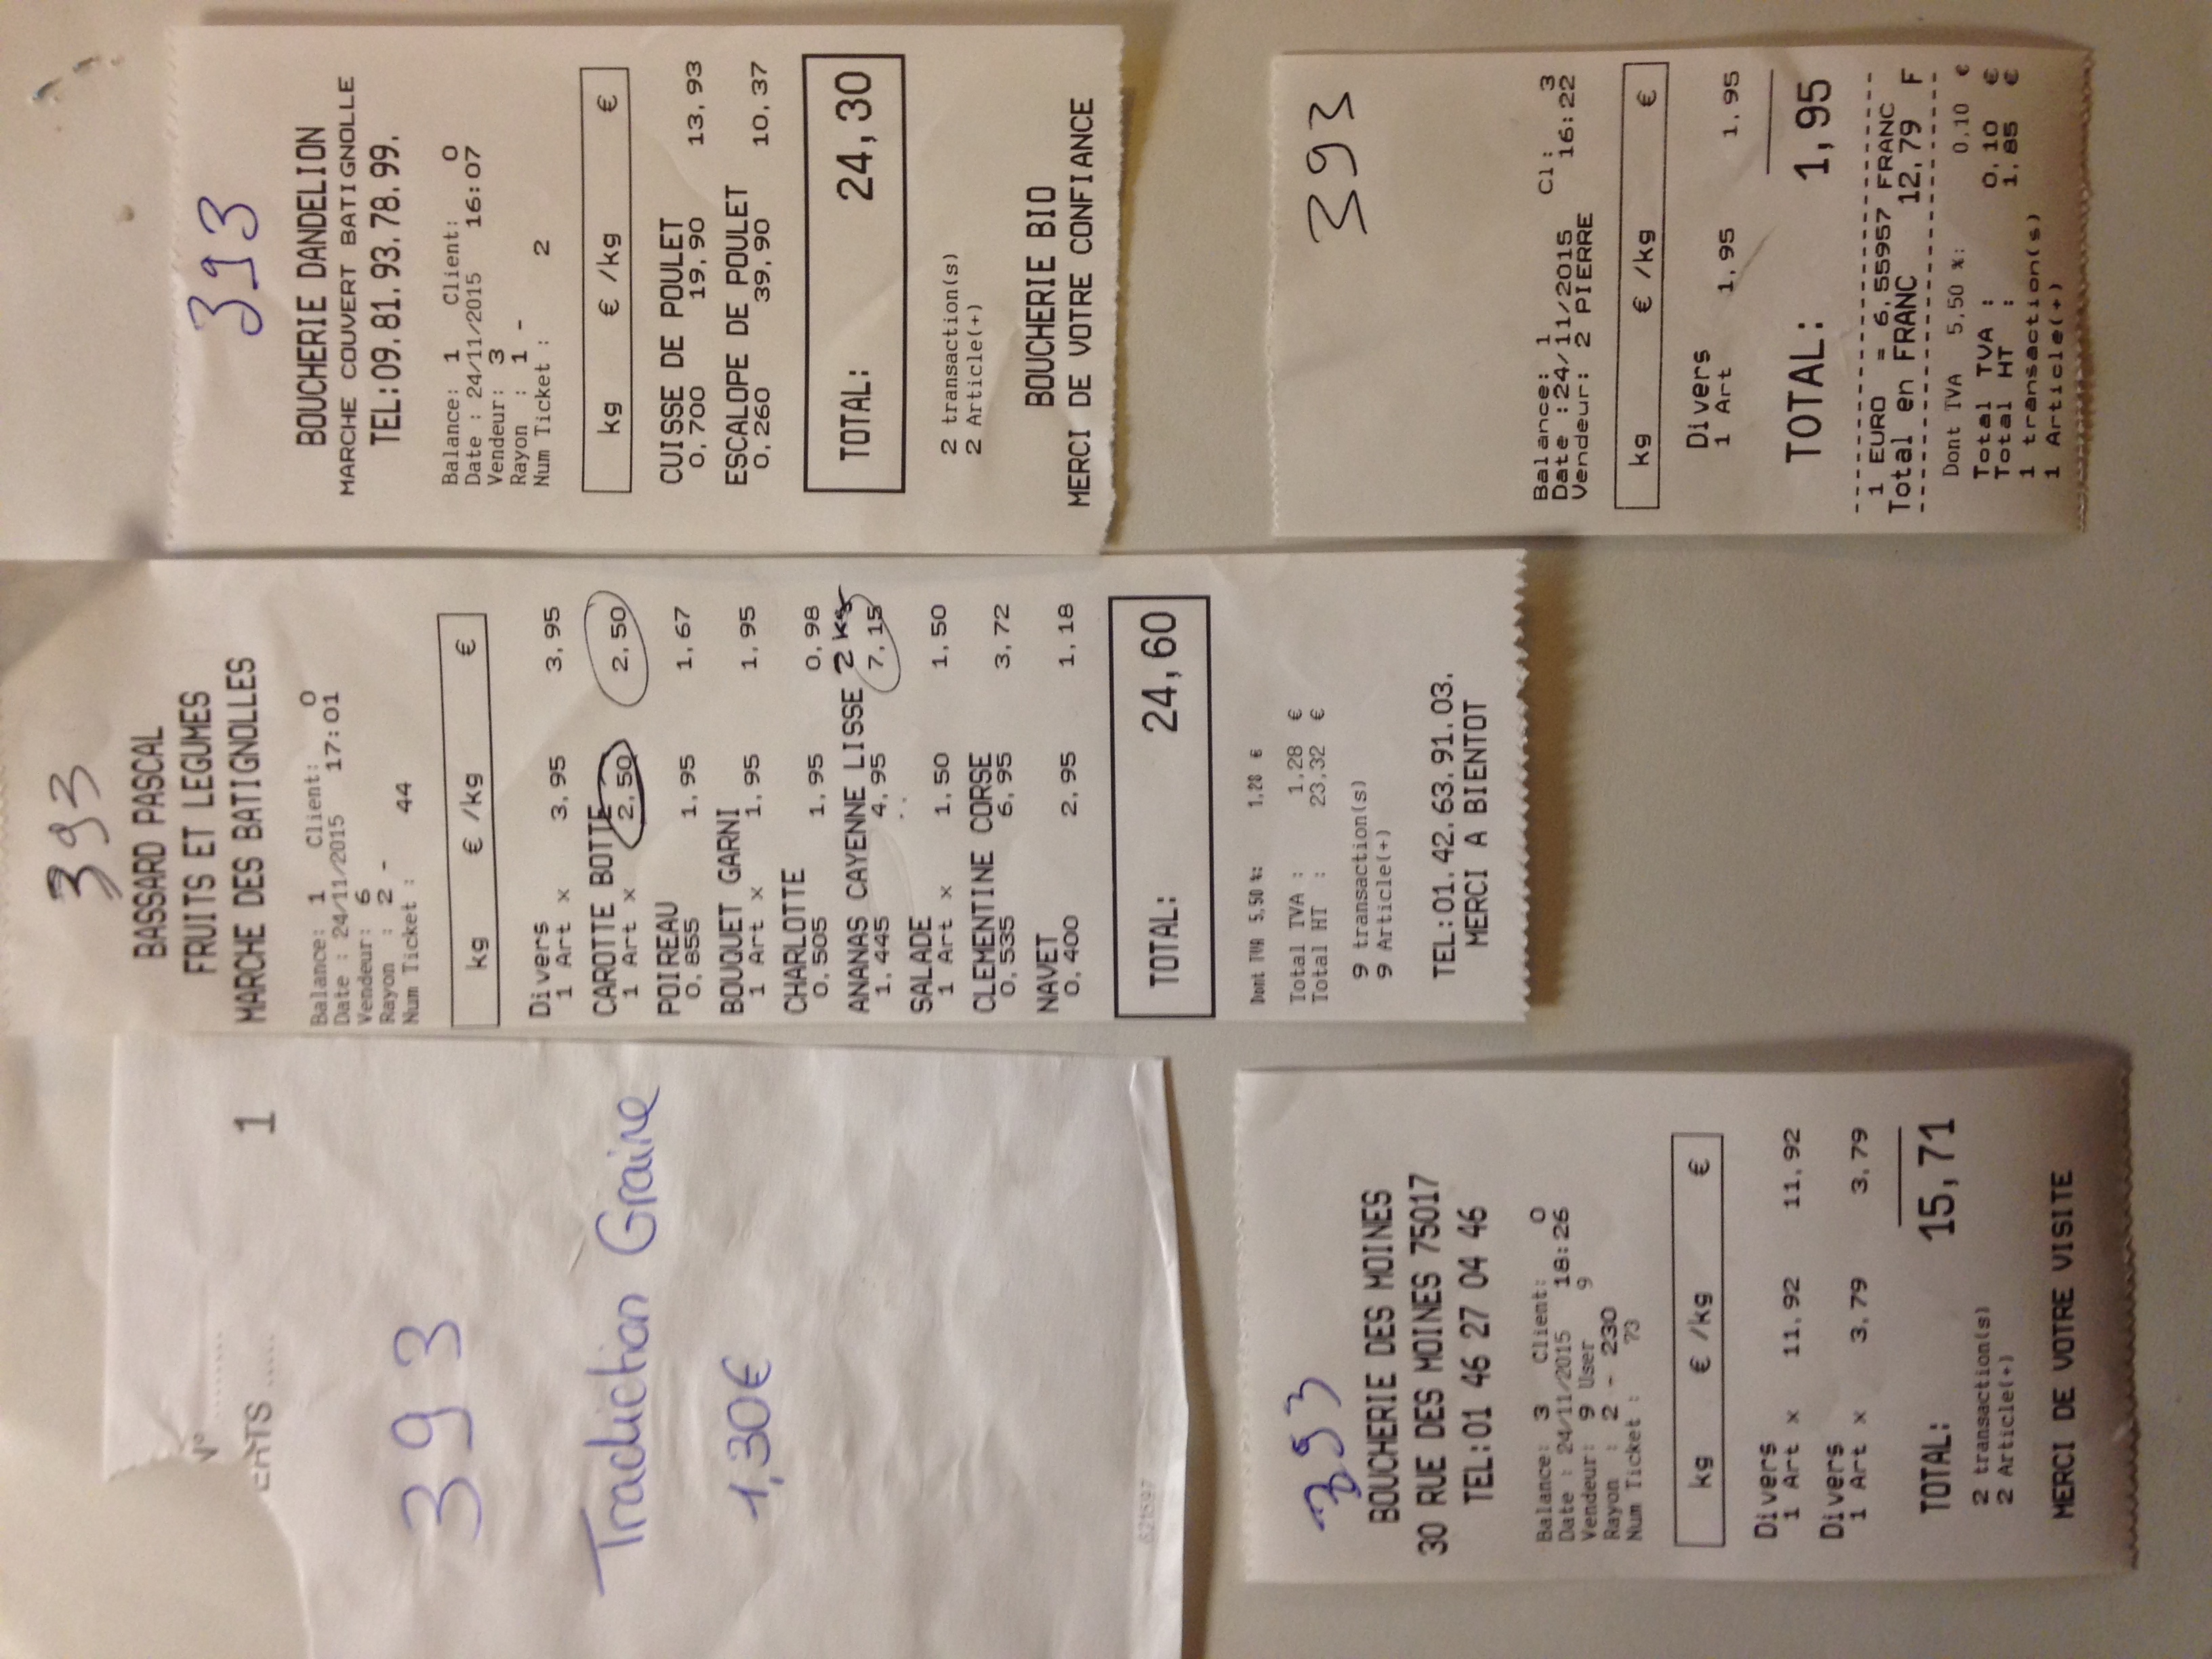 N° ........
ERTS ..... 1
393
Tradiction Graine
1,30€
621597
393
BASSARD PASCAL
FRUITS ET LEGUMES
MARCHE DES BATIGNOLLES
Balance: 1 Client: 0
Date : 24/11/2015 17:01
Vendeur: 6
Rayon : 2 -
Num Ticket : 44
kg € /kg €
Divers
1 Art x 3,95 3,95
CAROTTE BOTTE
1 Art x 2,50 2,50
POIREAU
0,855 1,95 1,67
BOUQUET GARNI
1 Art x 1,95 1,95
CHARLOTTE
0,505 1,95 0,98
ANANAS CAYENNE LISSE 2 kg
1,445 4,95 7,15
SALADE
1 Art x 1,50 1,50
CLEMENTINE CORSE
0,535 6,95 3,72
NAVET
0,400 2,95 1,18
TOTAL: 24,60
Dont TVA 5,50 %: 1,28 €
Total TVA : 1,28 €
Total HT : 23,32 €
9 transaction(s)
9 Article(+)
TEL:01.42.63.91.03.
MERCI A BIENTOT
393
BOUCHERIE DANDELION
MARCHE COUVERT BATIGNOLLE
TEL:09.81.93.78.99.
Balance: 1 Client: 0
Date : 24/11/2015 16:07
Vendeur: 3
Rayon : 1 -
Num Ticket : 2
kg € /kg €
CUISSE DE POULET
0,700 19,90 13,93
ESCALOPE DE POULET
0,260 39,90 10,37
TOTAL: 24,30
2 transaction(s)
2 Article(+)
BOUCHERIE BIO
MERCI DE VOTRE CONFIANCE
393
BOUCHERIE DES MOINES
30 RUE DES MOINES 75017
TEL:01 46 27 04 46
Balance: 3 Client: 0
Date : 24/11/2015 18:26
Vendeur: 9 User 9
Rayon : 2 - 230
Num Ticket : 73
kg € /kg €
Divers
1 Art x 11,92 11,92
Divers
1 Art x 3,79 3,79
TOTAL: 15,71
2 transaction(s)
2 Article(+)
MERCI DE VOTRE VISITE
393
Balance: 1 Cl: 3
Date :24/11/2015 16:22
Vendeur: 2 PIERRE
kg € /kg €
Divers
1 Art 1,95 1,95
TOTAL: 1,95
1 EURO = 6,55957 FRANC
Total en FRANC 12,79 F
Dont TVA 5,50 %: 0,10 €
Total TVA : 0,10 €
Total HT : 1,85 €
1 transaction(s)
1 Article(+)